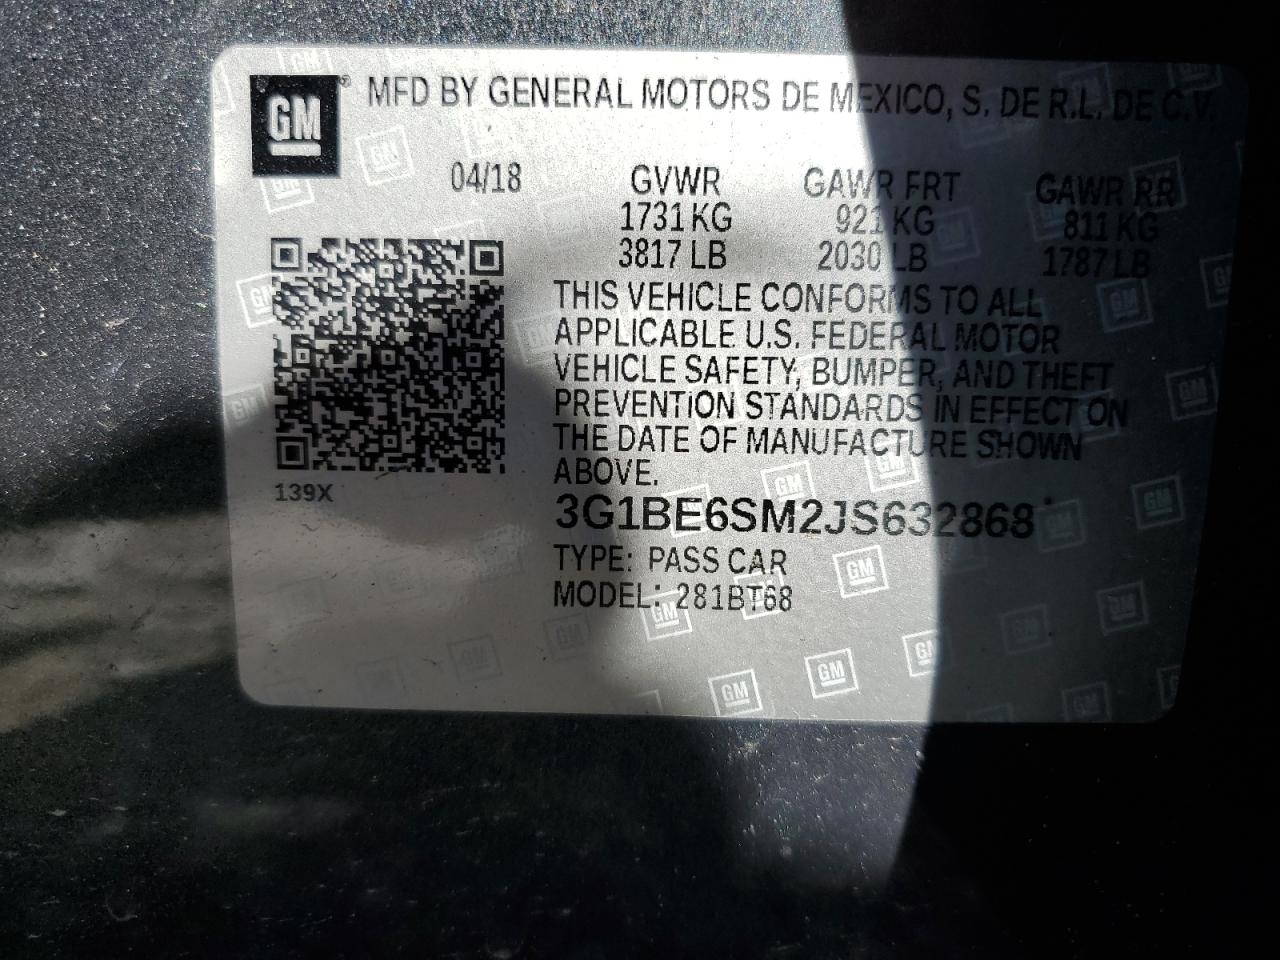 GM® MFD BY GENERAL MOTORS DE MEXICO, S. DE R.L. DE C.V.
04/18 GVWR GAWR FRT GAWR RR
1731 KG 921 KG 811 KG
3817 LB 2030 LB 1787 LB
THIS VEHICLE CONFORMS TO ALL
APPLICABLE U.S. FEDERAL MOTOR
VEHICLE SAFETY, BUMPER, AND THEFT
PREVENTION STANDARDS IN EFFECT ON
THE DATE OF MANUFACTURE SHOWN
ABOVE.
139X
3G1BE6SM2JS632868
TYPE: PASS CAR
MODEL: 281BT68